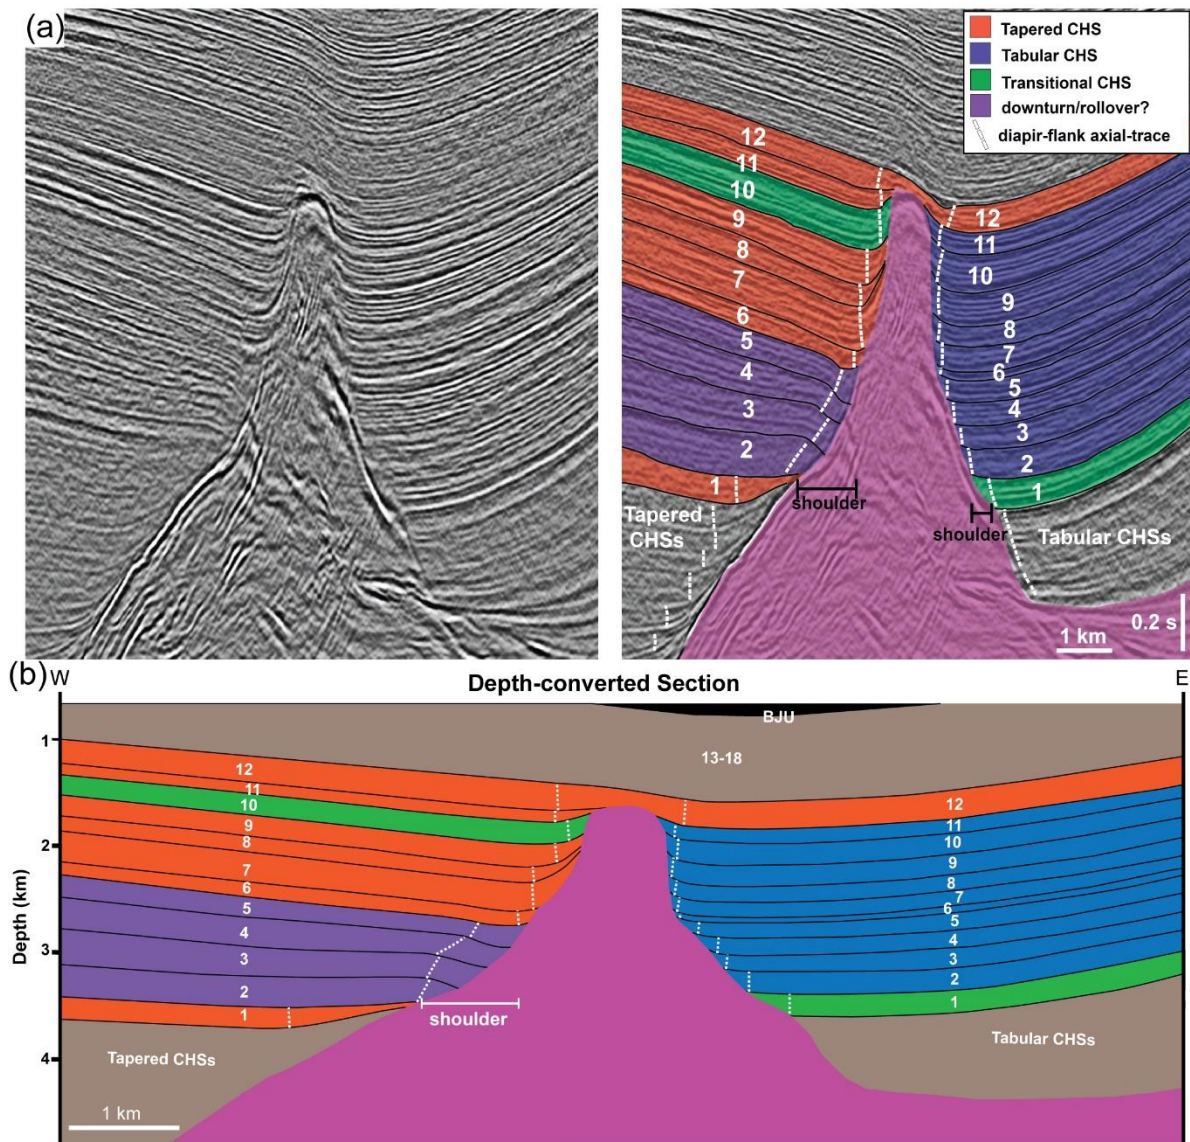 (a)
Tapered CHS
Tabular CHS
Transitional CHS
downturn/rollover?
diapir-flank axial-trace
12
11
10
9
8
7
6
5
4
3
2
1
12
11
10
9
8
7
6
5
4
3
2
1
shoulder
shoulder
Tapered
CHSs
Tabular CHSs
1 km
0.2 s
(b)
W
Depth-converted Section
E
BJU
13-18
Depth (km)
1
2
3
4
12
11
10
9
8
7
6
5
4
3
2
1
12
11
10
9
8
7
6
5
4
3
2
1
shoulder
Tapered CHSs
Tabular CHSs
1 km